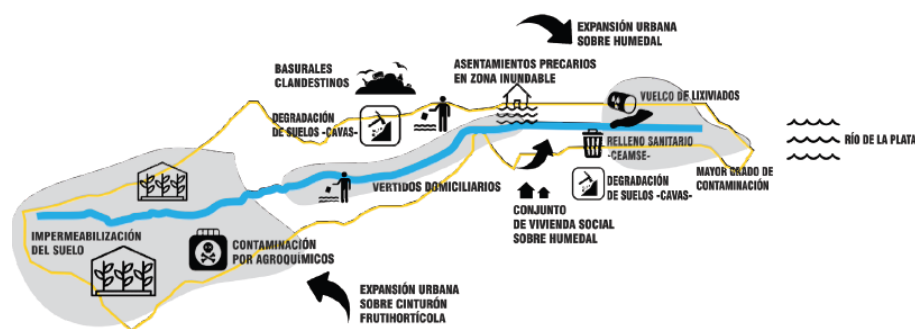 EXPANSIÓN URBANA
SOBRE HUMEDAL
ASENTAMIENTOS PRECARIOS
EN ZONA INUNDABLE
BASURALES
CLANDESTINOS
VUELCO DE LIXIVIADOS
DEGRADACIÓN
DE SUELOS -CAVAS-
RÍO DE LA PLATA
RELLENO SANITARIO
-CEAMSE-
MAYOR GRADO DE
CONTAMINACIÓN
VERTIDOS DOMICILIARIOS
DEGRADACIÓN
DE SUELOS -CAVAS-
CONJUNTO
DE VIVIENDA SOCIAL
SOBRE HUMEDAL
IMPERMEABILIZACIÓN
DEL SUELO
CONTAMINACIÓN
POR AGROQUÍMICOS
EXPANSIÓN URBANA
SOBRE CINTURÓN
FRUTIHORTÍCOLA